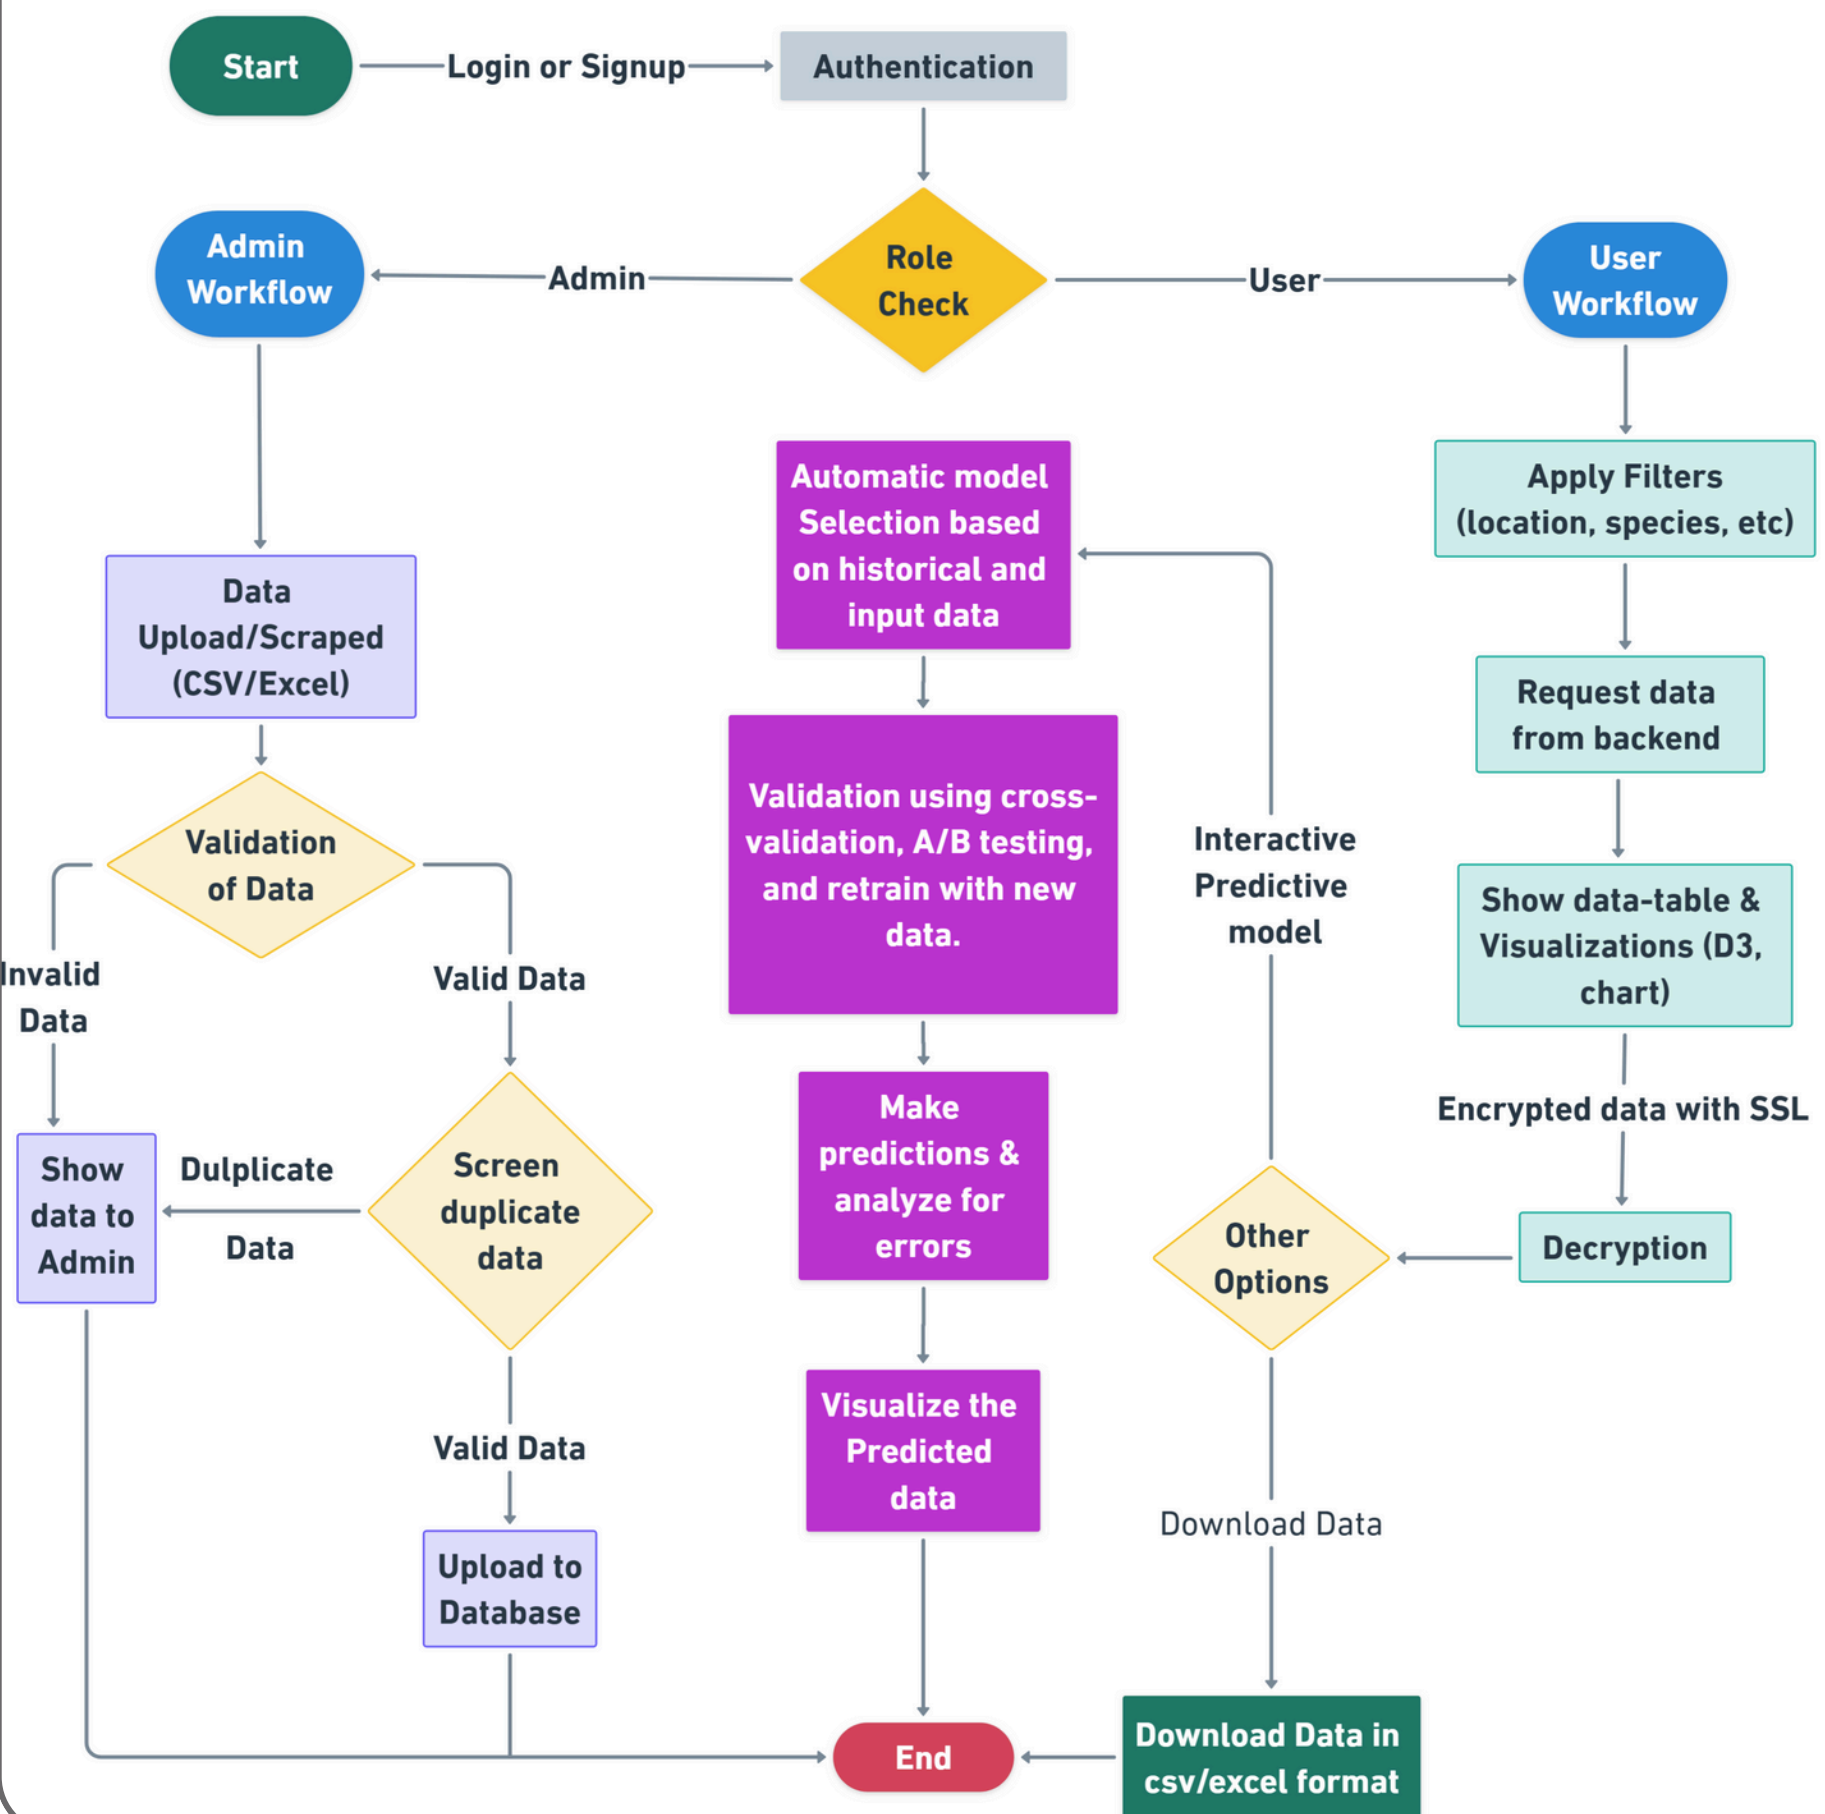 Start
Login or Signup
Authentication
Admin
Workflow
Admin
Role
Check
User
User
Workflow
Data
Upload/Scraped
(CSV/Excel)
Validation
of Data
Invalid
Data
Valid Data
Show
data to
Admin
Dulplicate
Data
Screen
duplicate
data
Valid Data
Upload to
Database
Automatic model
Selection based
on historical and
input data
Validation using cross-
validation, A/B testing,
and retrain with new
data.
Make
predictions &
analyze for
errors
Visualize the
Predicted
data
End
Interactive
Predictive
model
Other
Options
Download Data
Download Data in
csv/excel format
Apply Filters
(location, species, etc)
Request data
from backend
Show data-table &
Visualizations (D3,
chart)
Encrypted data with SSL
Decryption